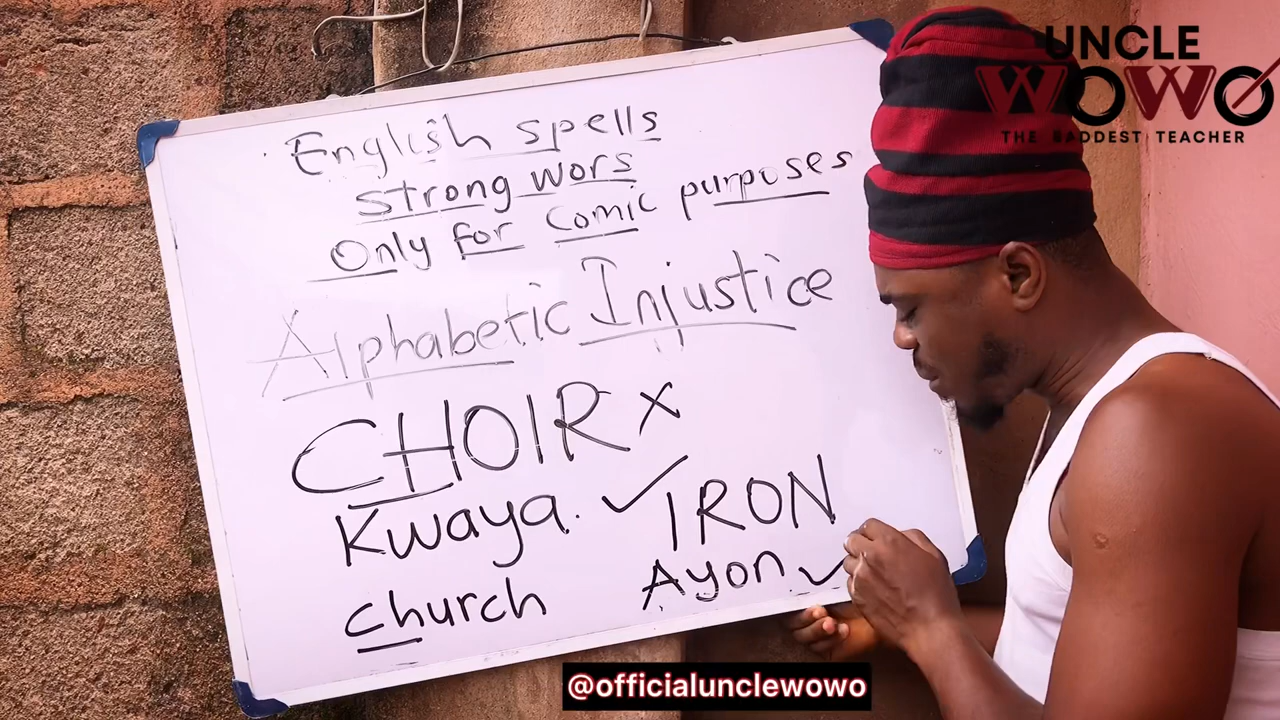 English spells
strong wors
Only for comic purposes
Alphabetic Injustice
CHOIR x
Kwaya. ✓
IRON
church
Ayon ✓
UNCLE
WOWO
THE BADDEST TEACHER
@officialunclewowo